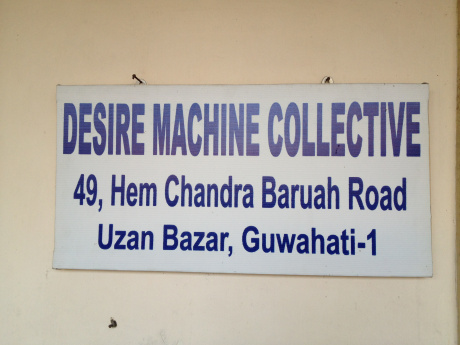 DESIRE MACHINE COLLECTIVE
49, Hem Chandra Baruah Road
Uzan Bazar, Guwahati-1